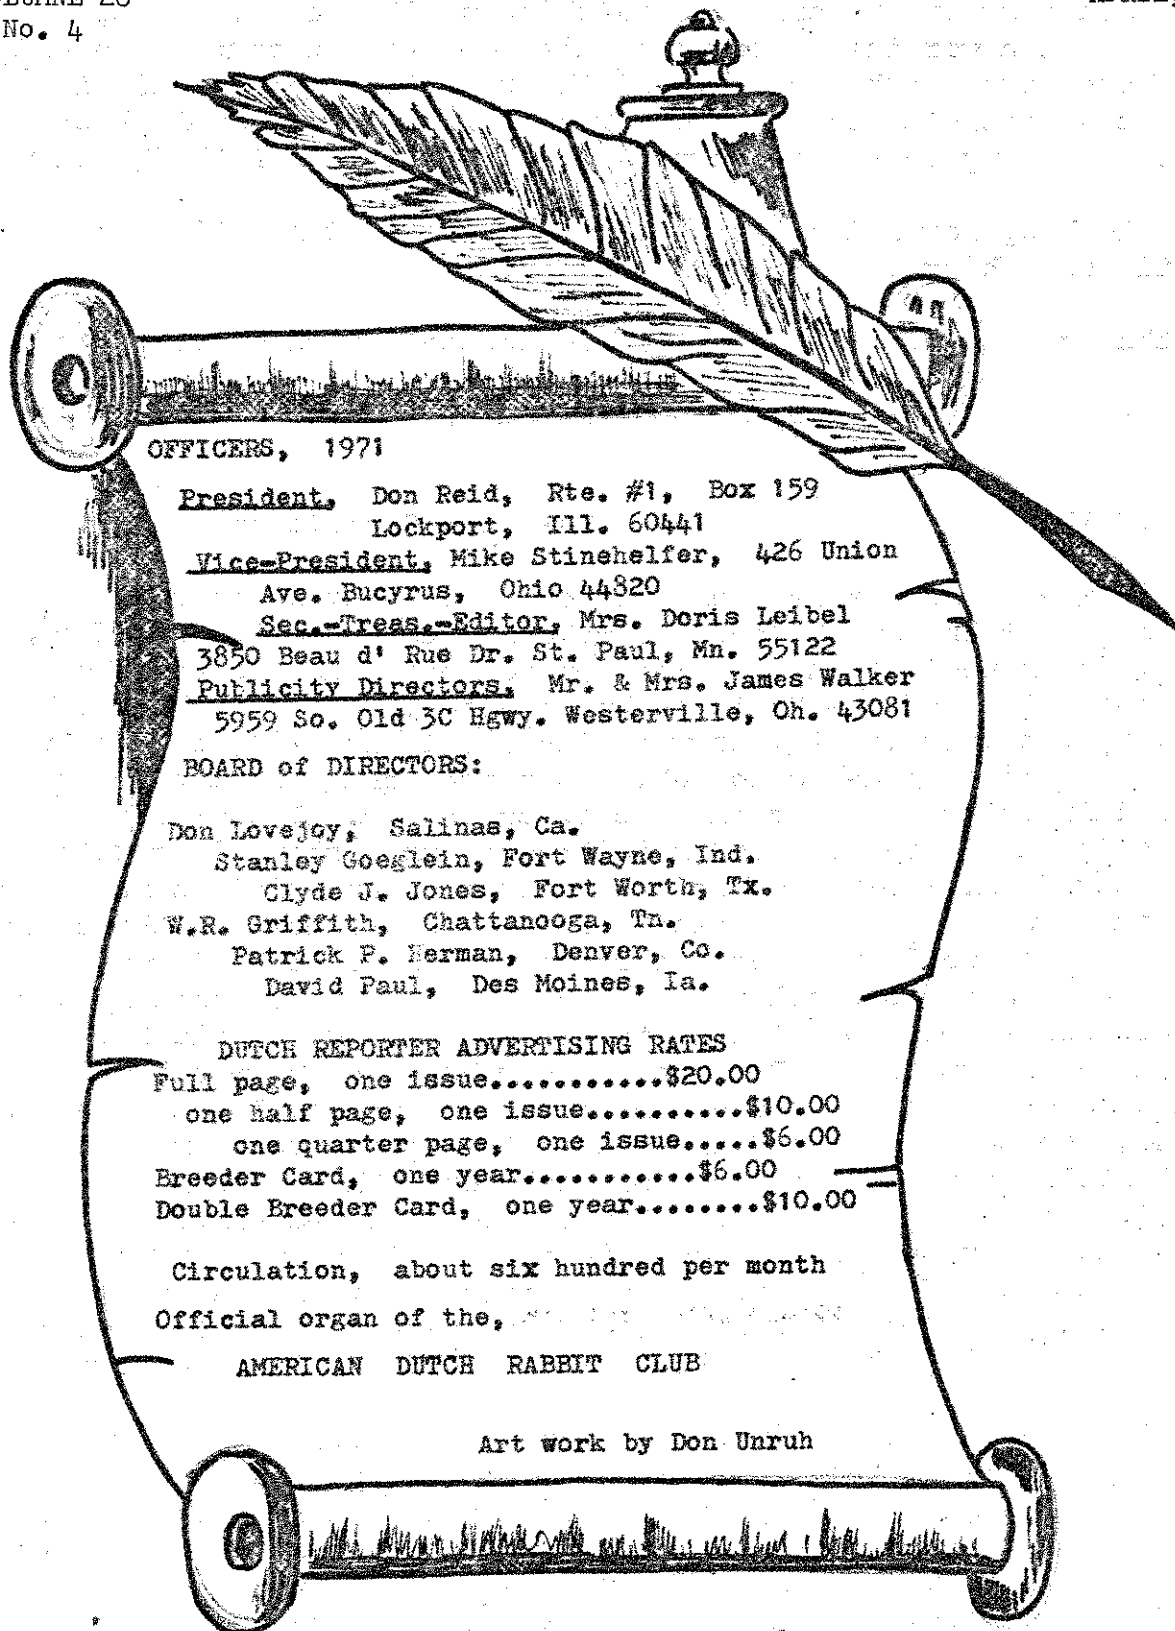 No. 4
OFFICERS, 1971
President, Don Reid, Rte. #1, Box 159
Lockport, Ill. 60441
Vice-President, Mike Stinehelfer, 426 Union
Ave. Bucyrus, Ohio 44820
Sec.-Treas.-Editor, Mrs. Doris Leibel
3850 Beau d' Rue Dr. St. Paul, Mn. 55122
Publicity Directors, Mr. & Mrs. James Walker
5959 So. Old 3C Hgwy. Westerville, Oh. 43081
BOARD of DIRECTORS:
Don Lovejoy, Salinas, Ca.
Stanley Goeglein, Fort Wayne, Ind.
Clyde J. Jones, Fort Worth, Tx.
W.R. Griffith, Chattanooga, Tn.
Patrick P. Herman, Denver, Co.
David Paul, Des Moines, Ia.
DUTCH REPORTER ADVERTISING RATES
Full page, one issue...........$20.00
one half page, one issue..........$10.00
one quarter page, one issue.....$6.00
Breeder Card, one year...........$6.00
Double Breeder Card, one year........$10.00
Circulation, about six hundred per month
Official organ of the,
AMERICAN DUTCH RABBIT CLUB
Art work by Don Unruh